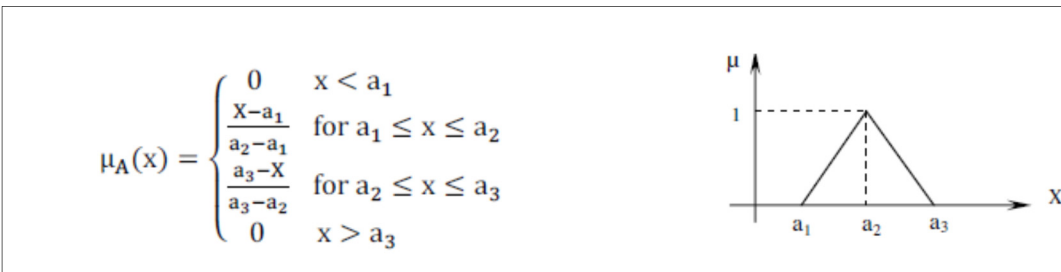 μ_A(x) = { 0 x < a₁
(X−a₁)/(a₂−a₁) for a₁ ≤ x ≤ a₂
(a₃−X)/(a₃−a₂) for a₂ ≤ x ≤ a₃
0 x > a₃
μ
1
a₁ a₂ a₃ X